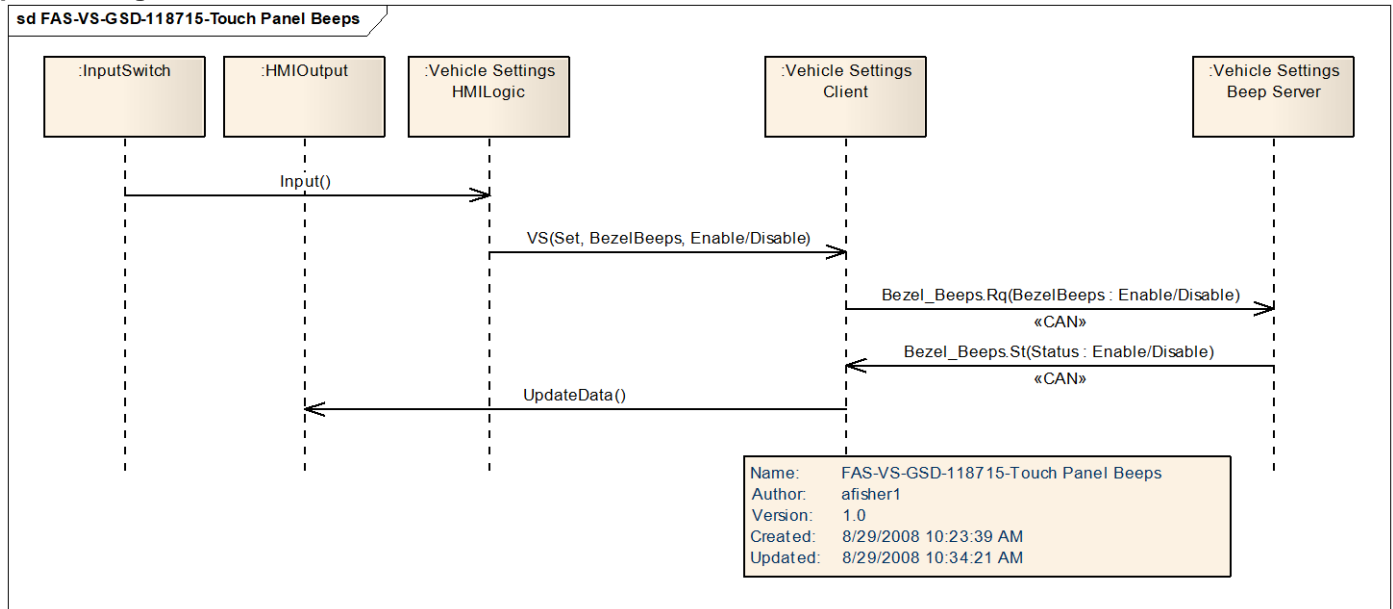 sd FAS-VS-GSD-118715-Touch Panel Beeps
:InputSwitch
:HMIOutput
:Vehicle Settings
HMILogic
:Vehicle Settings
Client
:Vehicle Settings
Beep Server
Input()
VS(Set, BezelBeeps, Enable/Disable)
Bezel_Beeps.Rq(BezelBeeps : Enable/Disable)
«CAN»
Bezel_Beeps.St(Status : Enable/Disable)
«CAN»
UpdateData()
Name: FAS-VS-GSD-118715-Touch Panel Beeps
Author: afisher1
Version: 1.0
Created: 8/29/2008 10:23:39 AM
Updated: 8/29/2008 10:34:21 AM